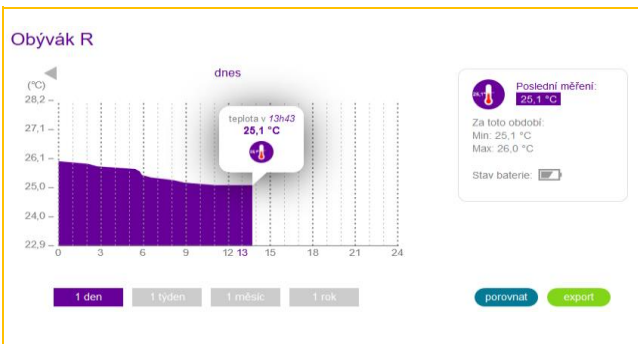 Obývák R
dnes
(°C)
28,2
27,1
26,1
25,0
24,0
22,9
0 3 6 9 12 13 15 18 21 24
teplota v 13h43
25,1 °C
Poslední měření:
25,1 °C
Za toto období:
Min: 25,1 °C
Max: 26,0 °C
Stav baterie:
1 den 1 týden 1 měsíc 1 rok
porovnat export